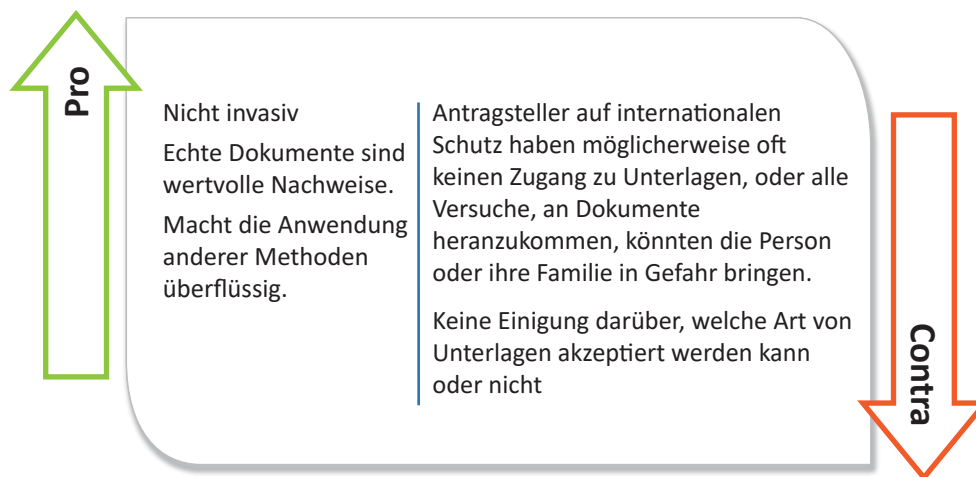 Pro
Nicht invasiv
Echte Dokumente sind
wertvolle Nachweise.
Macht die Anwendung
anderer Methoden
überflüssig.
Antragsteller auf internationalen
Schutz haben möglicherweise oft
keinen Zugang zu Unterlagen, oder alle
Versuche, an Dokumente
heranzukommen, könnten die Person
oder ihre Familie in Gefahr bringen.
Keine Einigung darüber, welche Art von
Unterlagen akzeptiert werden kann
oder nicht
Contra